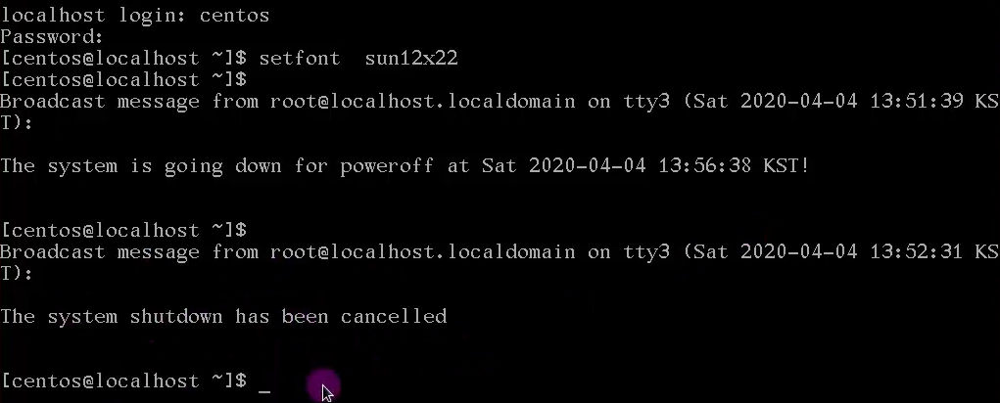 localhost login: centos
Password:
[centos@localhost ~]$ setfont  sun12x22
[centos@localhost ~]$
Broadcast message from root@localhost.localdomain on tty3 (Sat 2020-04-04 13:51:39 KS
T):
The system is going down for poweroff at Sat 2020-04-04 13:56:38 KST!
[centos@localhost ~]$
Broadcast message from root@localhost.localdomain on tty3 (Sat 2020-04-04 13:52:31 KS
T):
The system shutdown has been cancelled
[centos@localhost ~]$ _